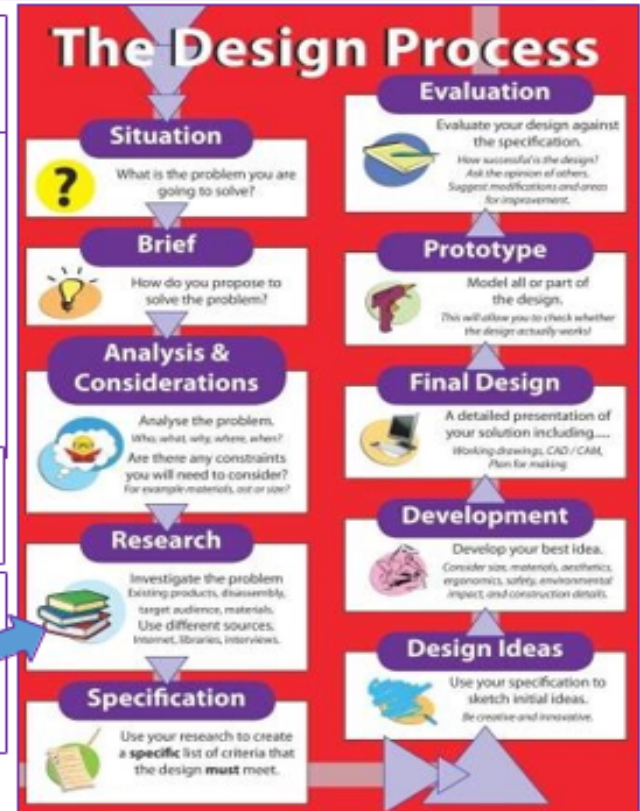 The Design Process
Situation
?
What is the problem you are
going to solve?
Brief
How do you propose to
solve the problem?
Analysis &
Considerations
Analyse the problem.
Who, what, why, where, when?
Are there any constraints
you will need to consider?
For example materials, cost or size?
Research
Investigate the problem
Existing products, disassembly,
target audience, materials.
Use different sources.
Internet, libraries, interviews.
Specification
Use your research to create
a specific list of criteria that
the design must meet.
Design Ideas
Use your specification to
sketch initial ideas.
Be creative and innovative.
Development
Develop your best idea.
Consider size, materials, aesthetics,
ergonomics, safety, environmental
impact, and construction details.
Final Design
A detailed presentation of
your solution including....
Working drawings, CAD / CAM,
Plan for making
Prototype
Model all or part of
the design.
This will allow you to check whether
the design actually works!
Evaluation
Evaluate your design against
the specification.
How successful is the design?
Ask the opinion of others.
Suggest modifications and areas
for improvement.